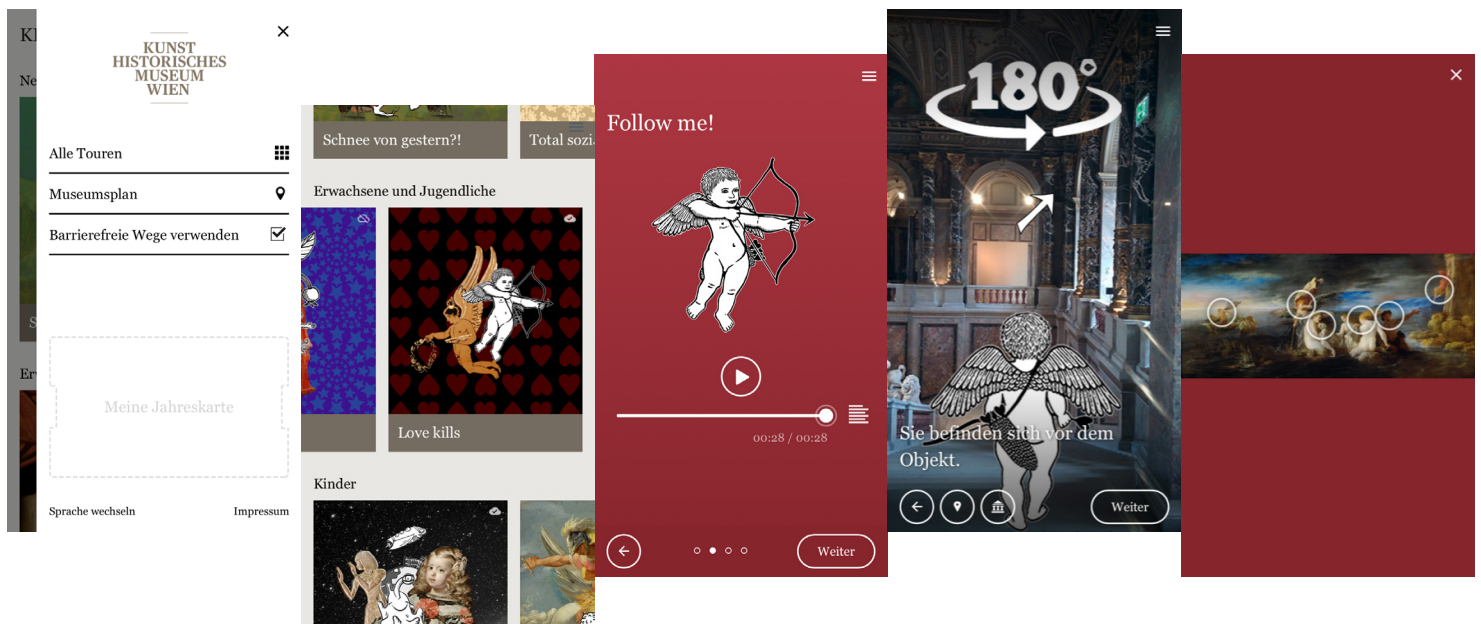 KUNST
HISTORISCHES
MUSEUM
WIEN
Alle Touren
Museumsplan
Barrierefreie Wege verwenden
Meine Jahreskarte
Sprache wechseln
Impressum
Schnee von gestern?!
Total sozi
Erwachsene und Jugendliche
Love kills
Kinder
Follow me!
00:28 / 00:28
Weiter
180°
Sie befinden sich vor dem
Objekt.
Weiter